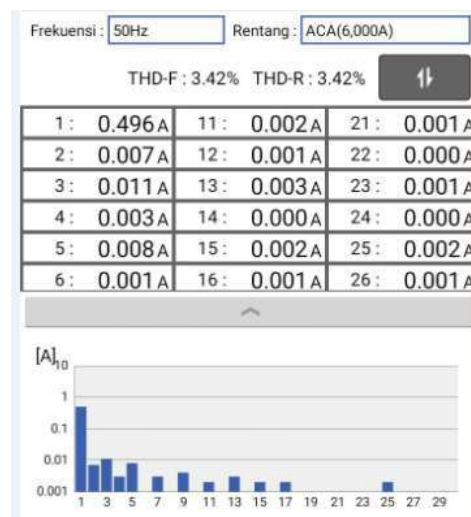 Frekuensi : 50Hz Rentang : ACA(6,000A)
THD-F : 3.42% THD-R : 3.42%
1 : 0.496 A 11 : 0.002 A 21 : 0.001 A
2 : 0.007 A 12 : 0.001 A 22 : 0.000 A
3 : 0.011 A 13 : 0.003 A 23 : 0.001 A
4 : 0.003 A 14 : 0.000 A 24 : 0.000 A
5 : 0.008 A 15 : 0.002 A 25 : 0.002 A
6 : 0.001 A 16 : 0.001 A 26 : 0.001 A
[A]
10
1
0.1
0.01
0.001
1 3 5 7 9 11 13 15 17 19 21 23 25 27 29